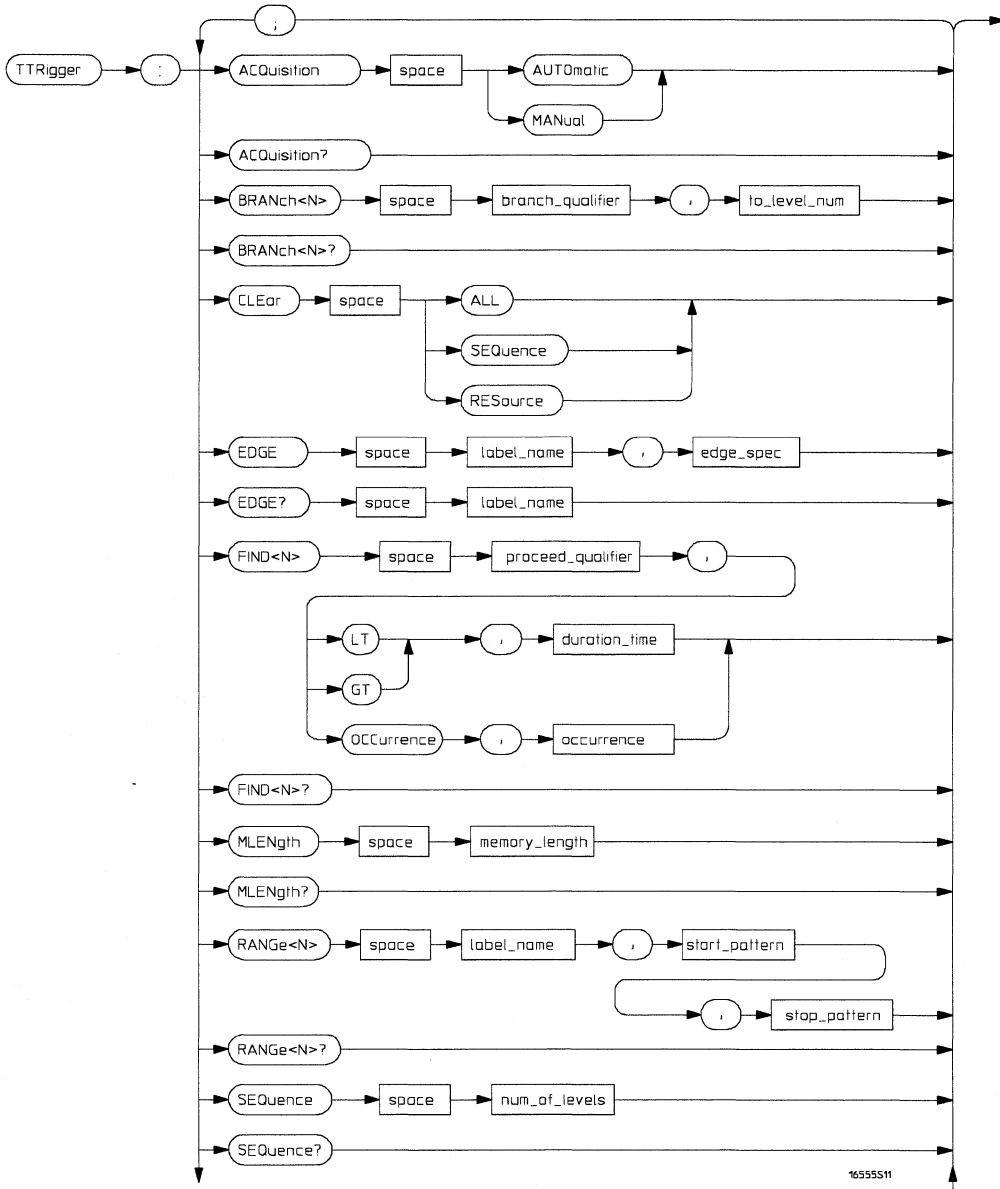 ;
TTRigger : ACQuisition space AUTOmatic
MANual
ACQuisition?
BRANch<N> space branch_qualifier , to_level_num
BRANch<N>?
CLEar space ALL
SEQuence
RESource
EDGE space label_name , edge_spec
EDGE? space label_name
FIND<N> space proceed_qualifier ,
LT , duration_time
GT
OCCurrence , occurrence
FIND<N>?
MLENgth space memory_length
MLENgth?
RANGe<N> space label_name , start_pattern
, stop_pattern
RANGe<N>?
SEQuence space num_of_levels
SEQuence?
16555S11